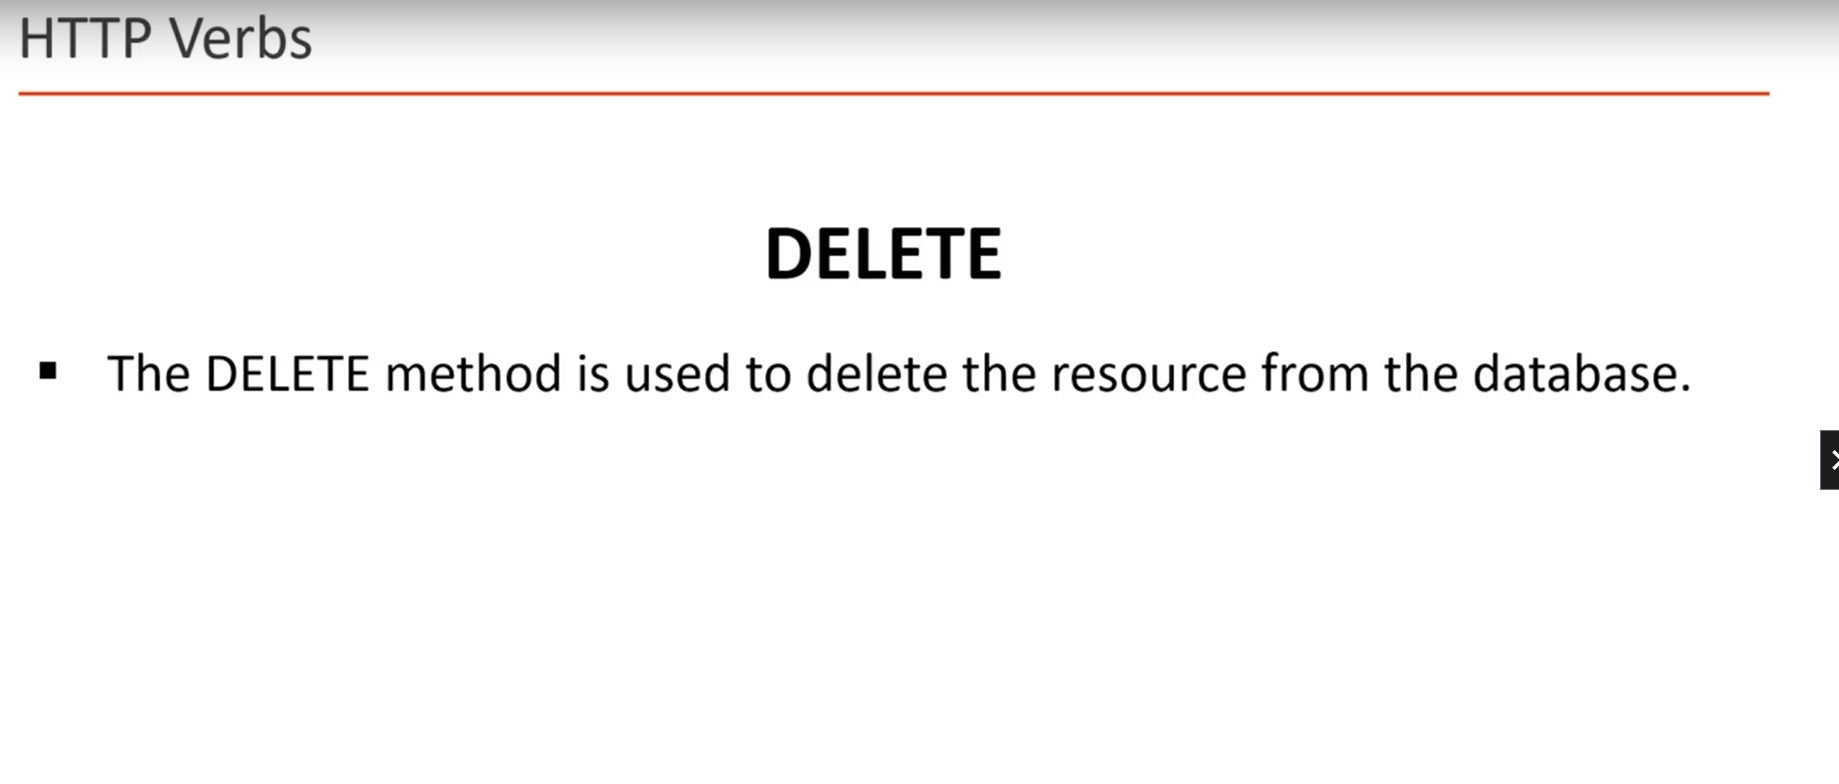 HTTP Verbs
DELETE
▪ The DELETE method is used to delete the resource from the database.